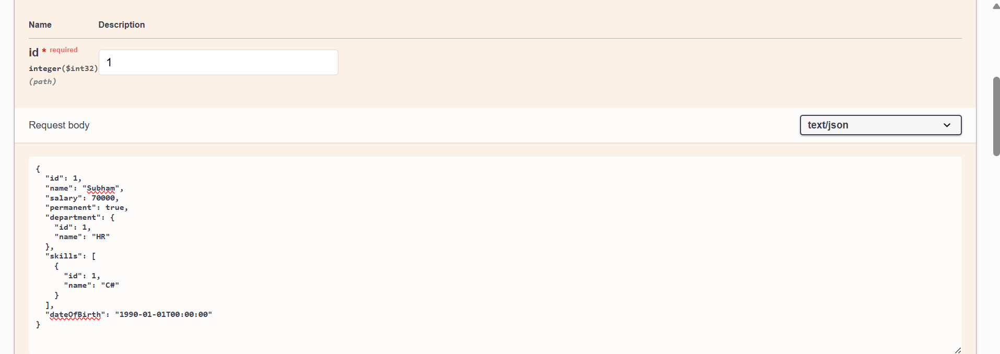 Name Description
id * required
1
integer($int32)
(path)
Request body
text/json
{
  "id": 1,
  "name": "Subham",
  "salary": 70000,
  "permanent": true,
  "department": {
    "id": 1,
    "name": "HR"
  },
  "skills": [
    {
      "id": 1,
      "name": "C#"
    }
  ],
  "dateOfBirth": "1990-01-01T00:00:00"
}